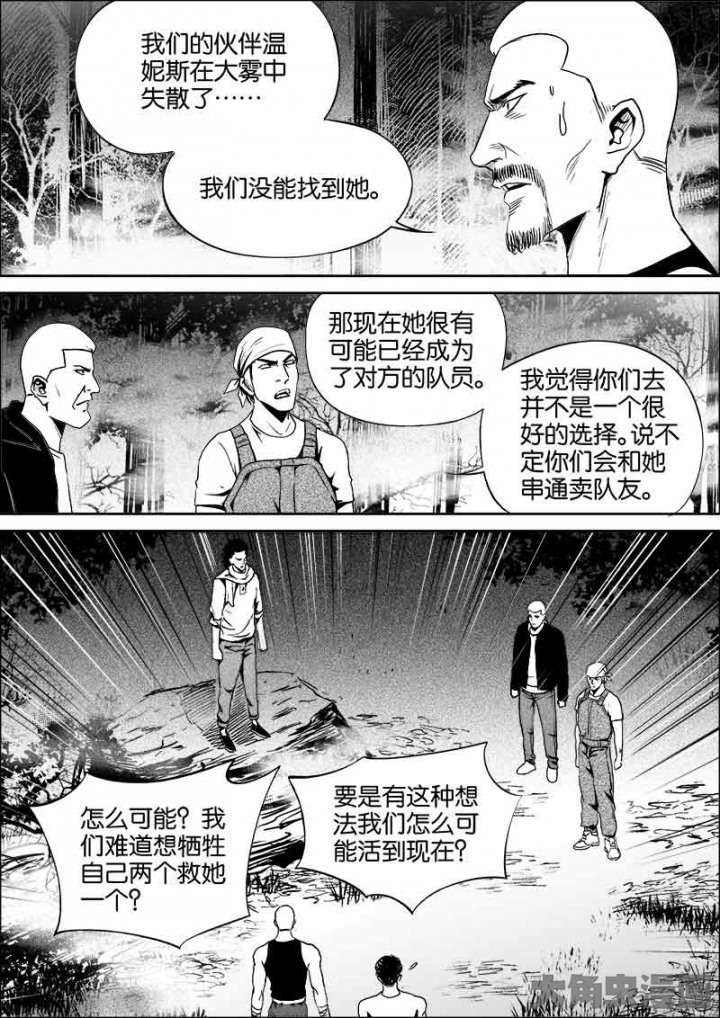 我们的伙伴温
妮斯在大雾中
失散了……
我们没能找到她。
那现在她很有
可能已经成为
了对方的队员。
我觉得你们去
并不是一个很
好的选择。说不
定你们会和她
串通卖队友。
怎么可能？我
们难道想牺牲
自己两个救她
一个？
要是有这种想
法我们怎么可
能活到现在？
大角虫漫画